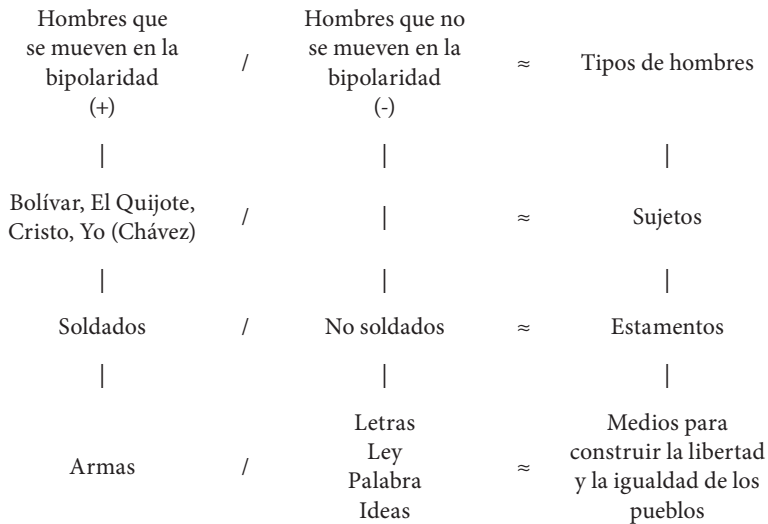 Hombres que
se mueven en la
bipolaridad
(+)
/
Hombres que no
se mueven en la
bipolaridad
(-)
≈
Tipos de hombres
|
|
|
Bolívar, El Quijote,
Cristo, Yo (Chávez)
/
|
≈
Sujetos
|
|
|
Soldados
/
No soldados
≈
Estamentos
|
|
|
Armas
/
Letras
Ley
Palabra
Ideas
≈
Medios para
construir la libertad
y la igualdad de los
pueblos